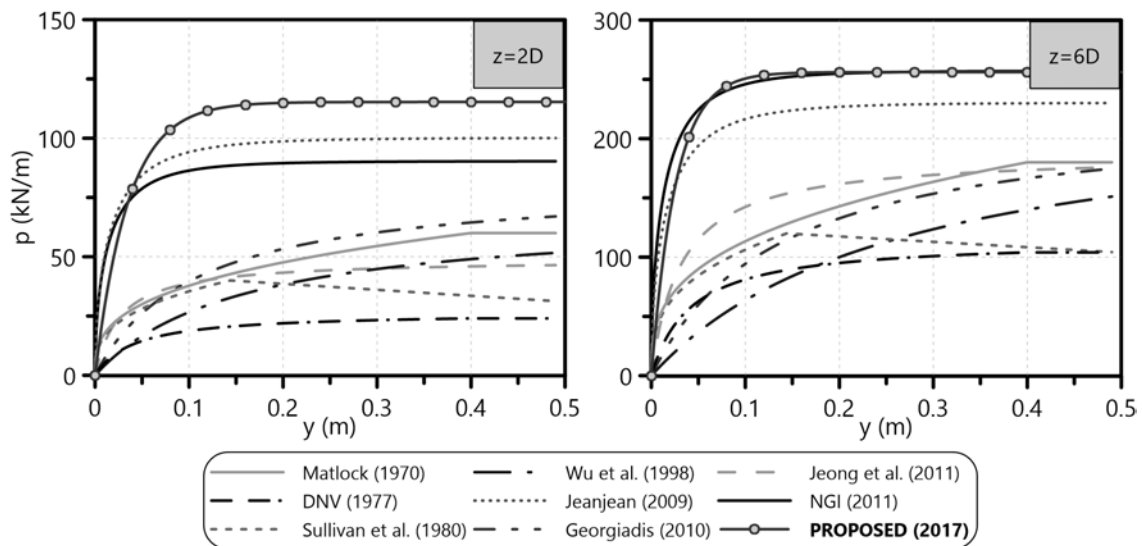 150
100
50
0
p (kN/m)
z=2D
0
0.1
0.2
0.3
0.4
0.5
y (m)
300
200
100
0
z=6D
0
0.1
0.2
0.3
0.4
0.5
y (m)
Matlock (1970)
Wu et al. (1998)
Jeong et al. (2011)
DNV (1977)
Jeanjean (2009)
NGI (2011)
Sullivan et al. (1980)
Georgiadis (2010)
PROPOSED (2017)